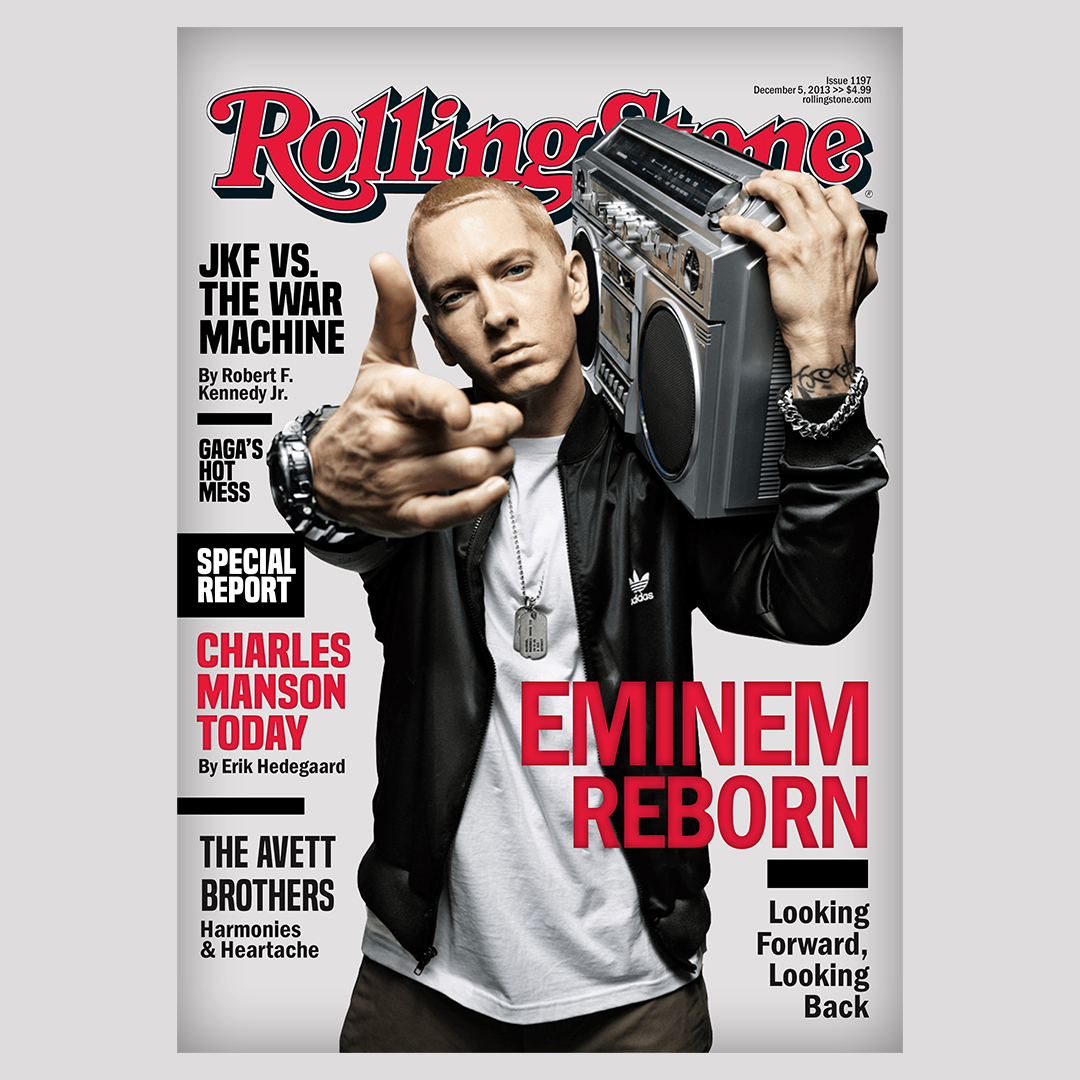 Issue 1197
December 5, 2013 >> $4.99
rollingstone.com
Rolling Stone
®
JKF VS.
THE WAR
MACHINE
By Robert F.
Kennedy Jr.
GAGA'S
HOT
MESS
SPECIAL
REPORT
CHARLES
MANSON
TODAY
By Erik Hedegaard
THE AVETT
BROTHERS
Harmonies
& Heartache
adidas
EMINEM
REBORN
Looking
Forward,
Looking
Back